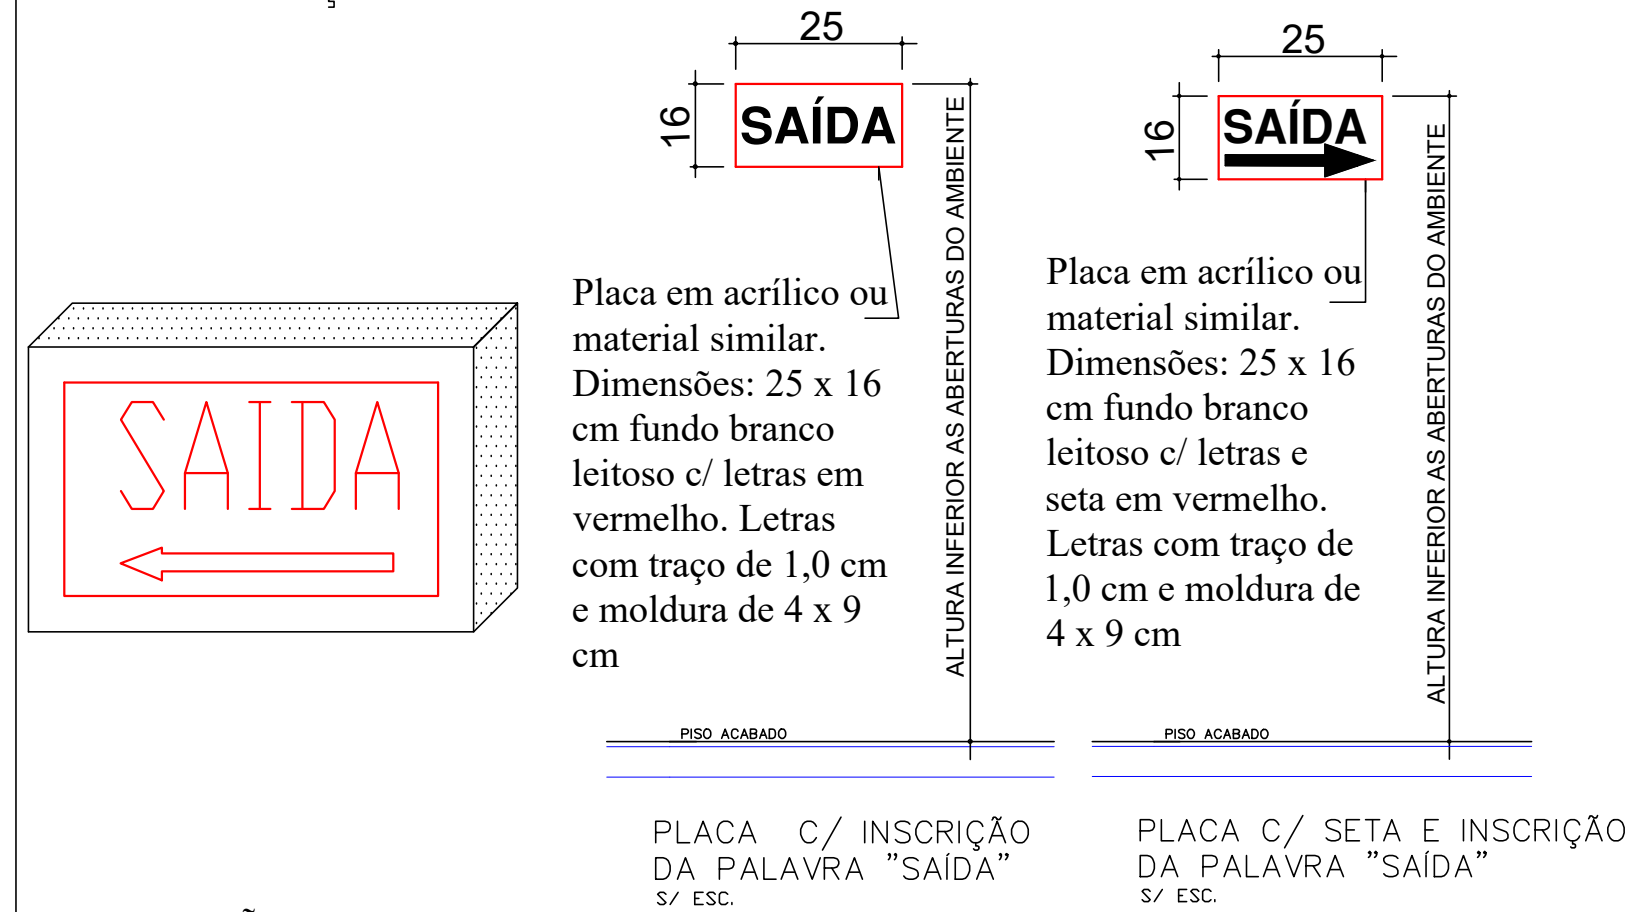 SAIDA
25
16
SAÍDA
Placa em acrílico ou
material similar.
Dimensões: 25 x 16
cm fundo branco
leitoso c/ letras em
vermelho. Letras
com traço de 1,0 cm
e moldura de 4 x 9
cm
ALTURA INFERIOR AS ABERTURAS DO AMBIENTE
PISO ACABADO
PLACA C/ INSCRIÇÃO
DA PALAVRA "SAÍDA"
S/ ESC.
25
16
SAÍDA
Placa em acrílico ou
material similar.
Dimensões: 25 x 16
cm fundo branco
leitoso c/ letras e
seta em vermelho.
Letras com traço de
1,0 cm e moldura de
4 x 9 cm
ALTURA INFERIOR AS ABERTURAS DO AMBIENTE
PISO ACABADO
PLACA C/ SETA E INSCRIÇÃO
DA PALAVRA "SAÍDA"
S/ ESC.